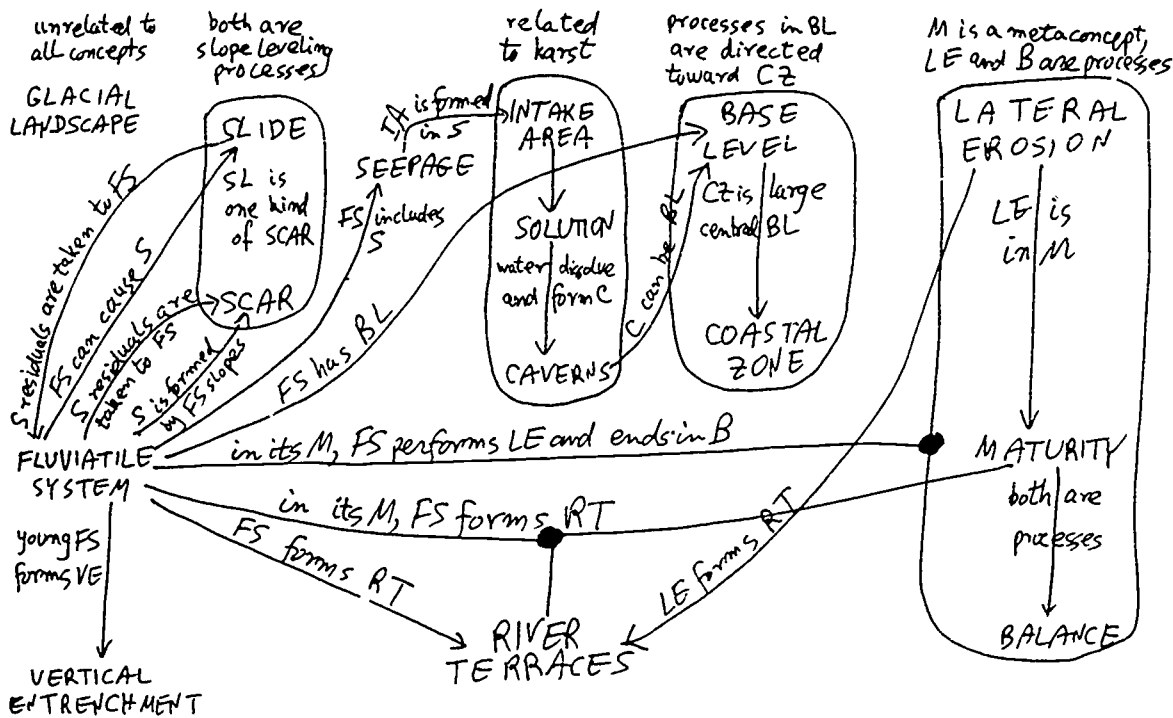 unrelated to
all concepts
GLACIAL
LANDSCAPE
both are
slope leveling
processes
SLIDE
SL is
one kind
of SCAR
SCAR
related
to karst
INTAKE
AREA
SOLUTION
water dissolve
and form C
CAVERNS
processes in BL
are directed
toward CZ
BASE
LEVEL
CZ is large
central BL
COASTAL
ZONE
M is a metaconcept,
LE and B are processes
LATERAL
EROSION
LE is
in M
MATURITY
both are
processes
BALANCE
IA is formed
in S
SEEPAGE
FS includes
S
S residuals are taken to FS
FS can cause S
S residuals are
taken to FS
S is formed
by FS slopes
FS has BL
C can be BL
FLUVIATILE
SYSTEM
in its M, FS performs LE and ends in B
in its M, FS forms RT
FS forms RT
LE forms RT
young FS
forms VE
RIVER
TERRACES
VERTICAL
ENTRENCHMENT